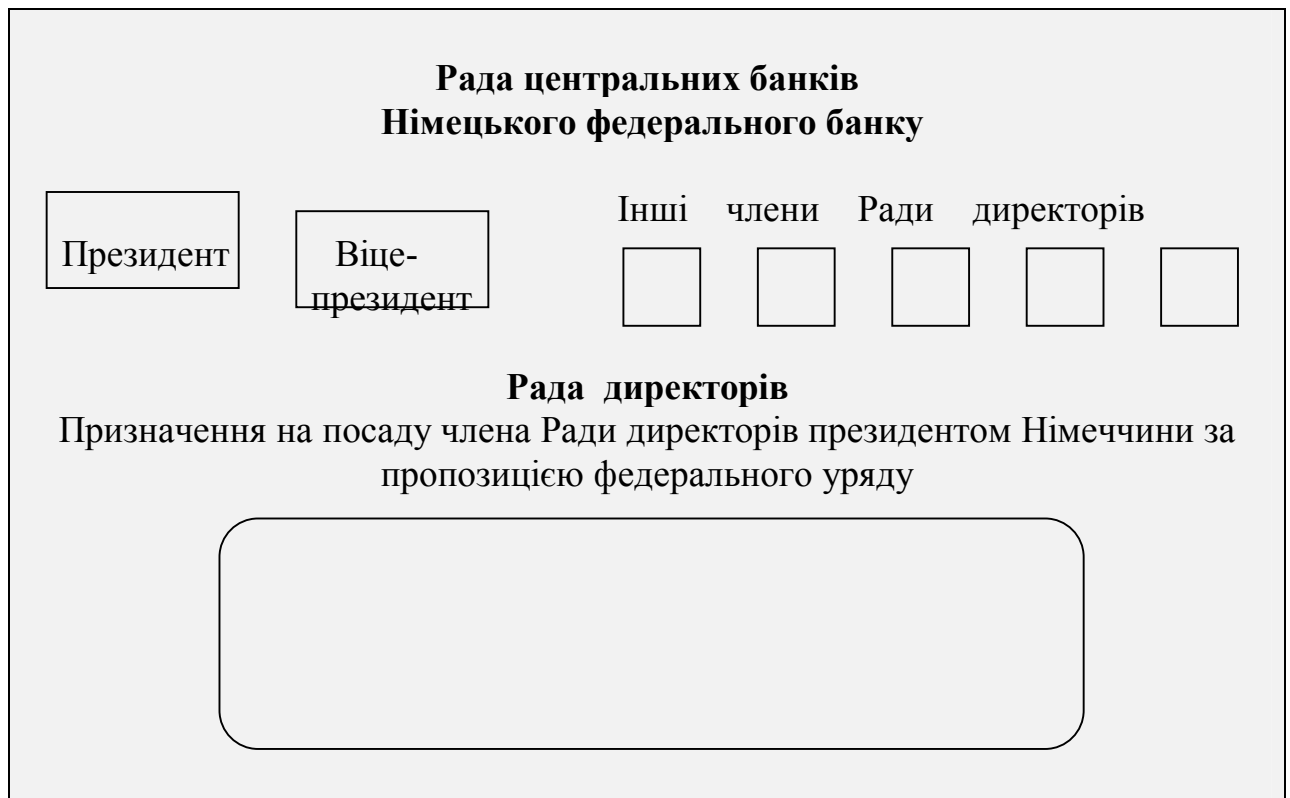 Рада центральних банків
Німецького федерального банку
Інші члени Ради директорів
Президент
Віце-
президент
Рада директорів
Призначення на посаду члена Ради директорів президентом Німеччини за
пропозицією федерального уряду